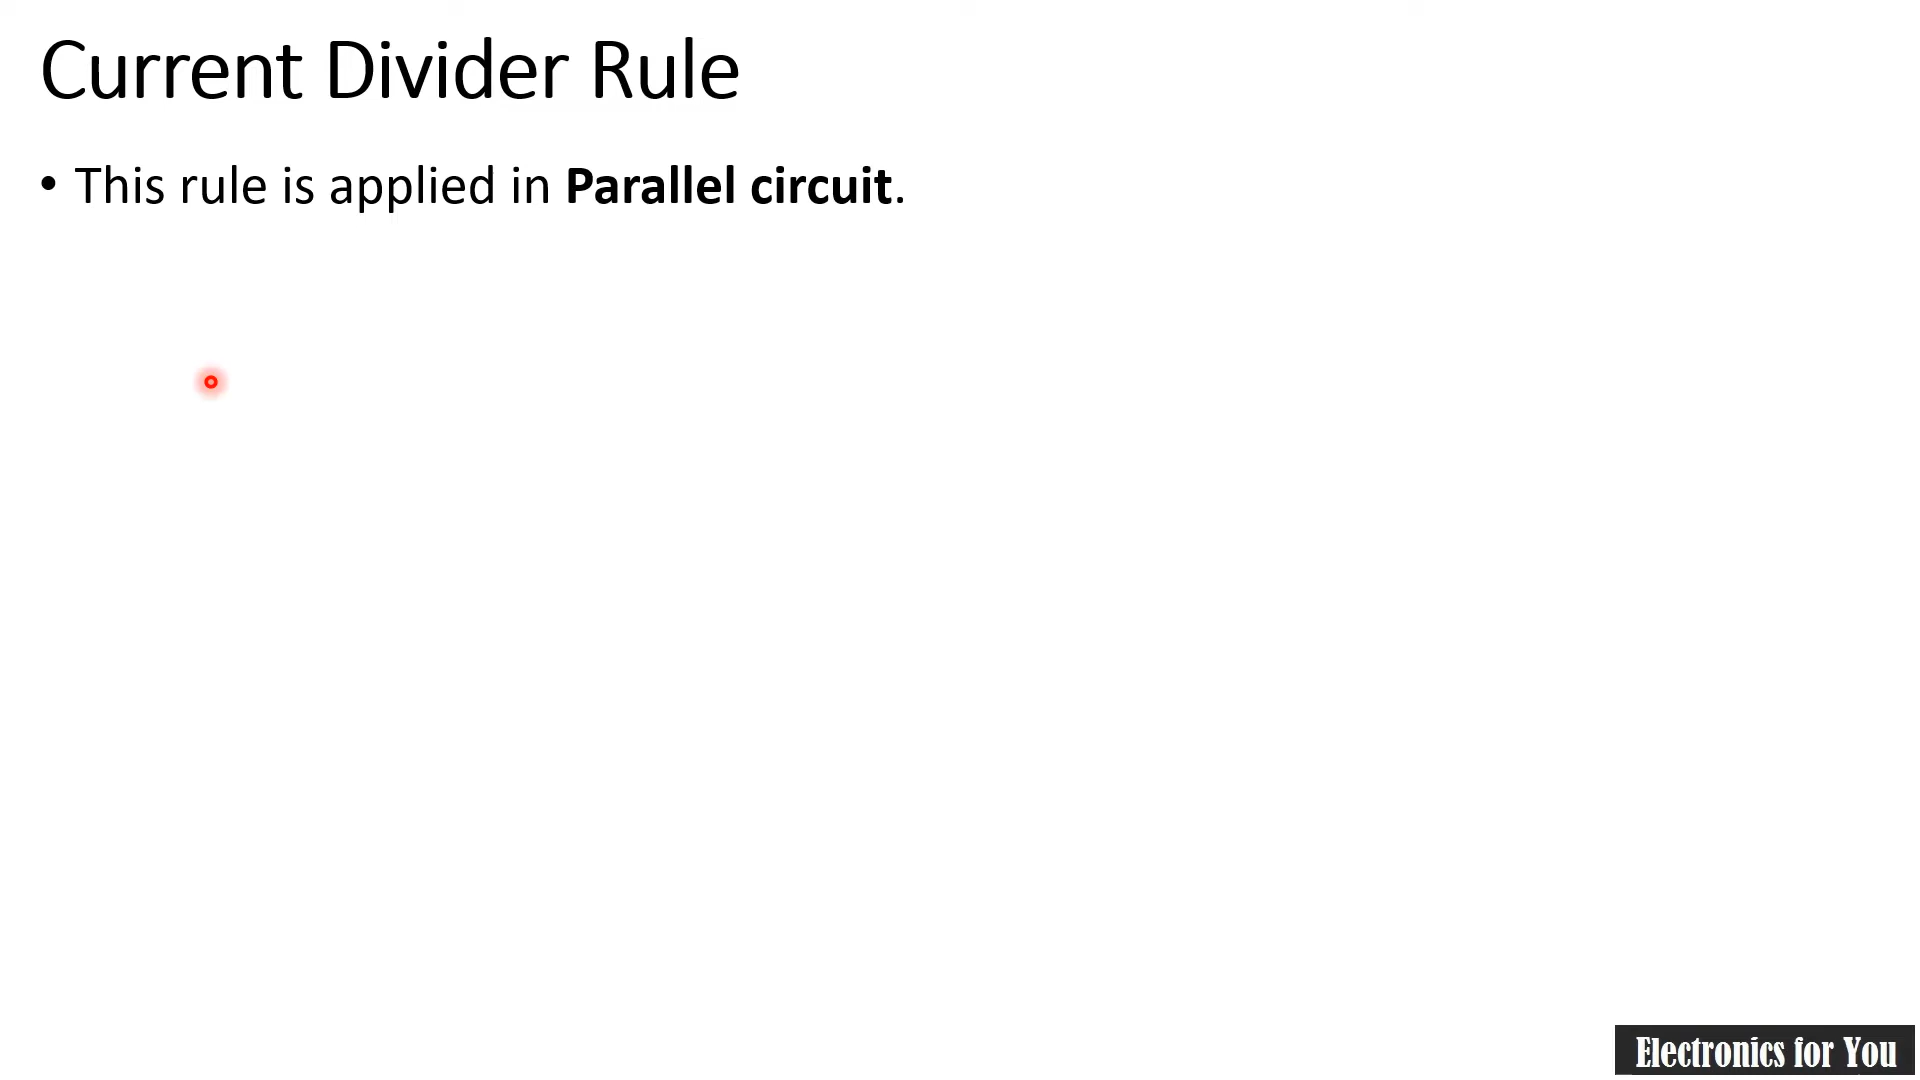 Current Divider Rule
• This rule is applied in Parallel circuit.
Electronics for You